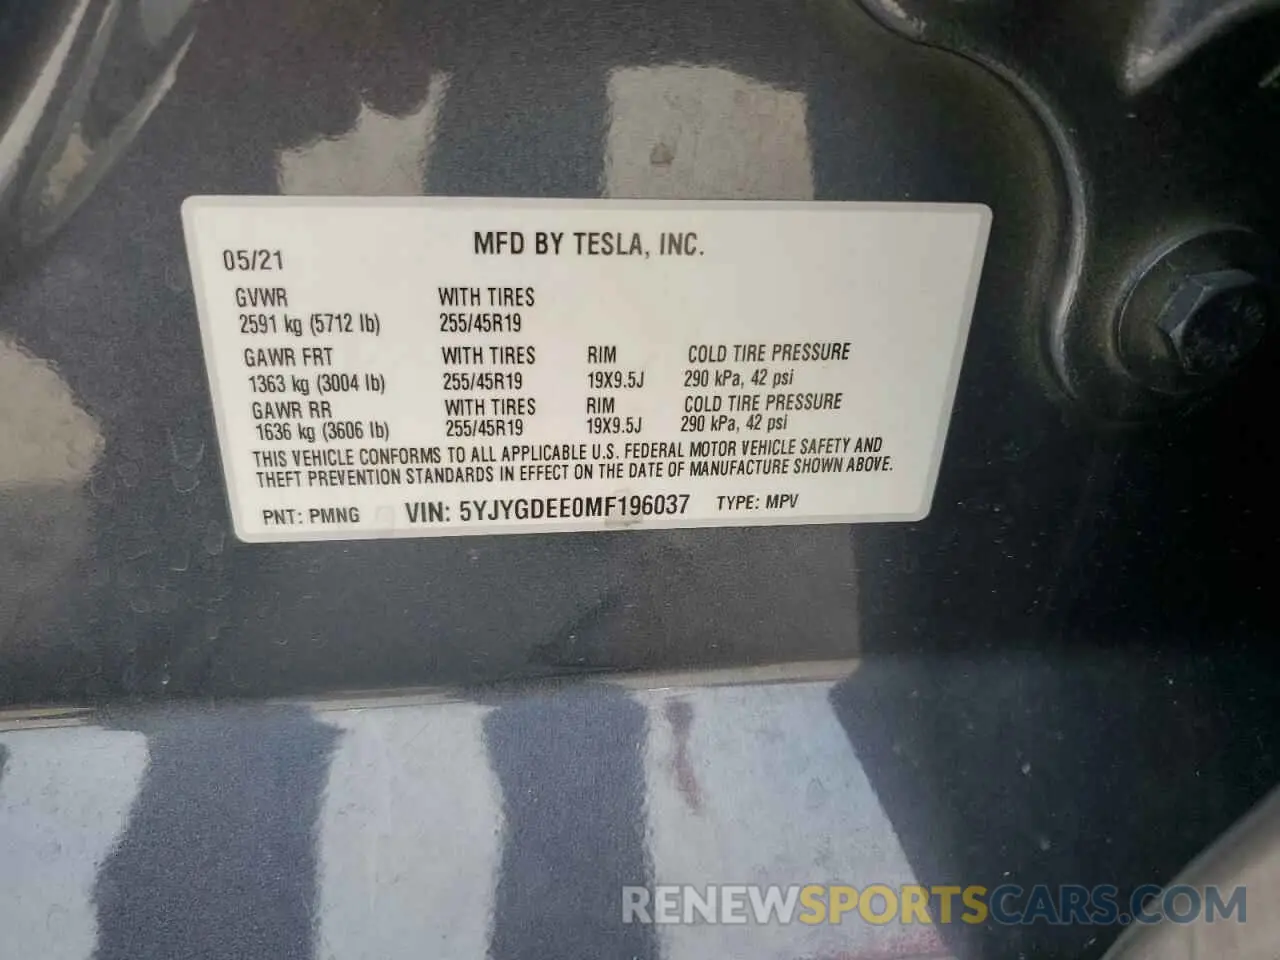 MFD BY TESLA, INC.
05/21
GVWR WITH TIRES
2591 kg (5712 lb) 255/45R19
GAWR FRT WITH TIRES RIM COLD TIRE PRESSURE
1363 kg (3004 lb) 255/45R19 19X9.5J 290 kPa, 42 psi
GAWR RR WITH TIRES RIM COLD TIRE PRESSURE
1636 kg (3606 lb) 255/45R19 19X9.5J 290 kPa, 42 psi
THIS VEHICLE CONFORMS TO ALL APPLICABLE U.S. FEDERAL MOTOR VEHICLE SAFETY AND
THEFT PREVENTION STANDARDS IN EFFECT ON THE DATE OF MANUFACTURE SHOWN ABOVE.
PNT: PMNG VIN: 5YJYGDEE0MF196037 TYPE: MPV
RENEWSPORTSCARS.COM